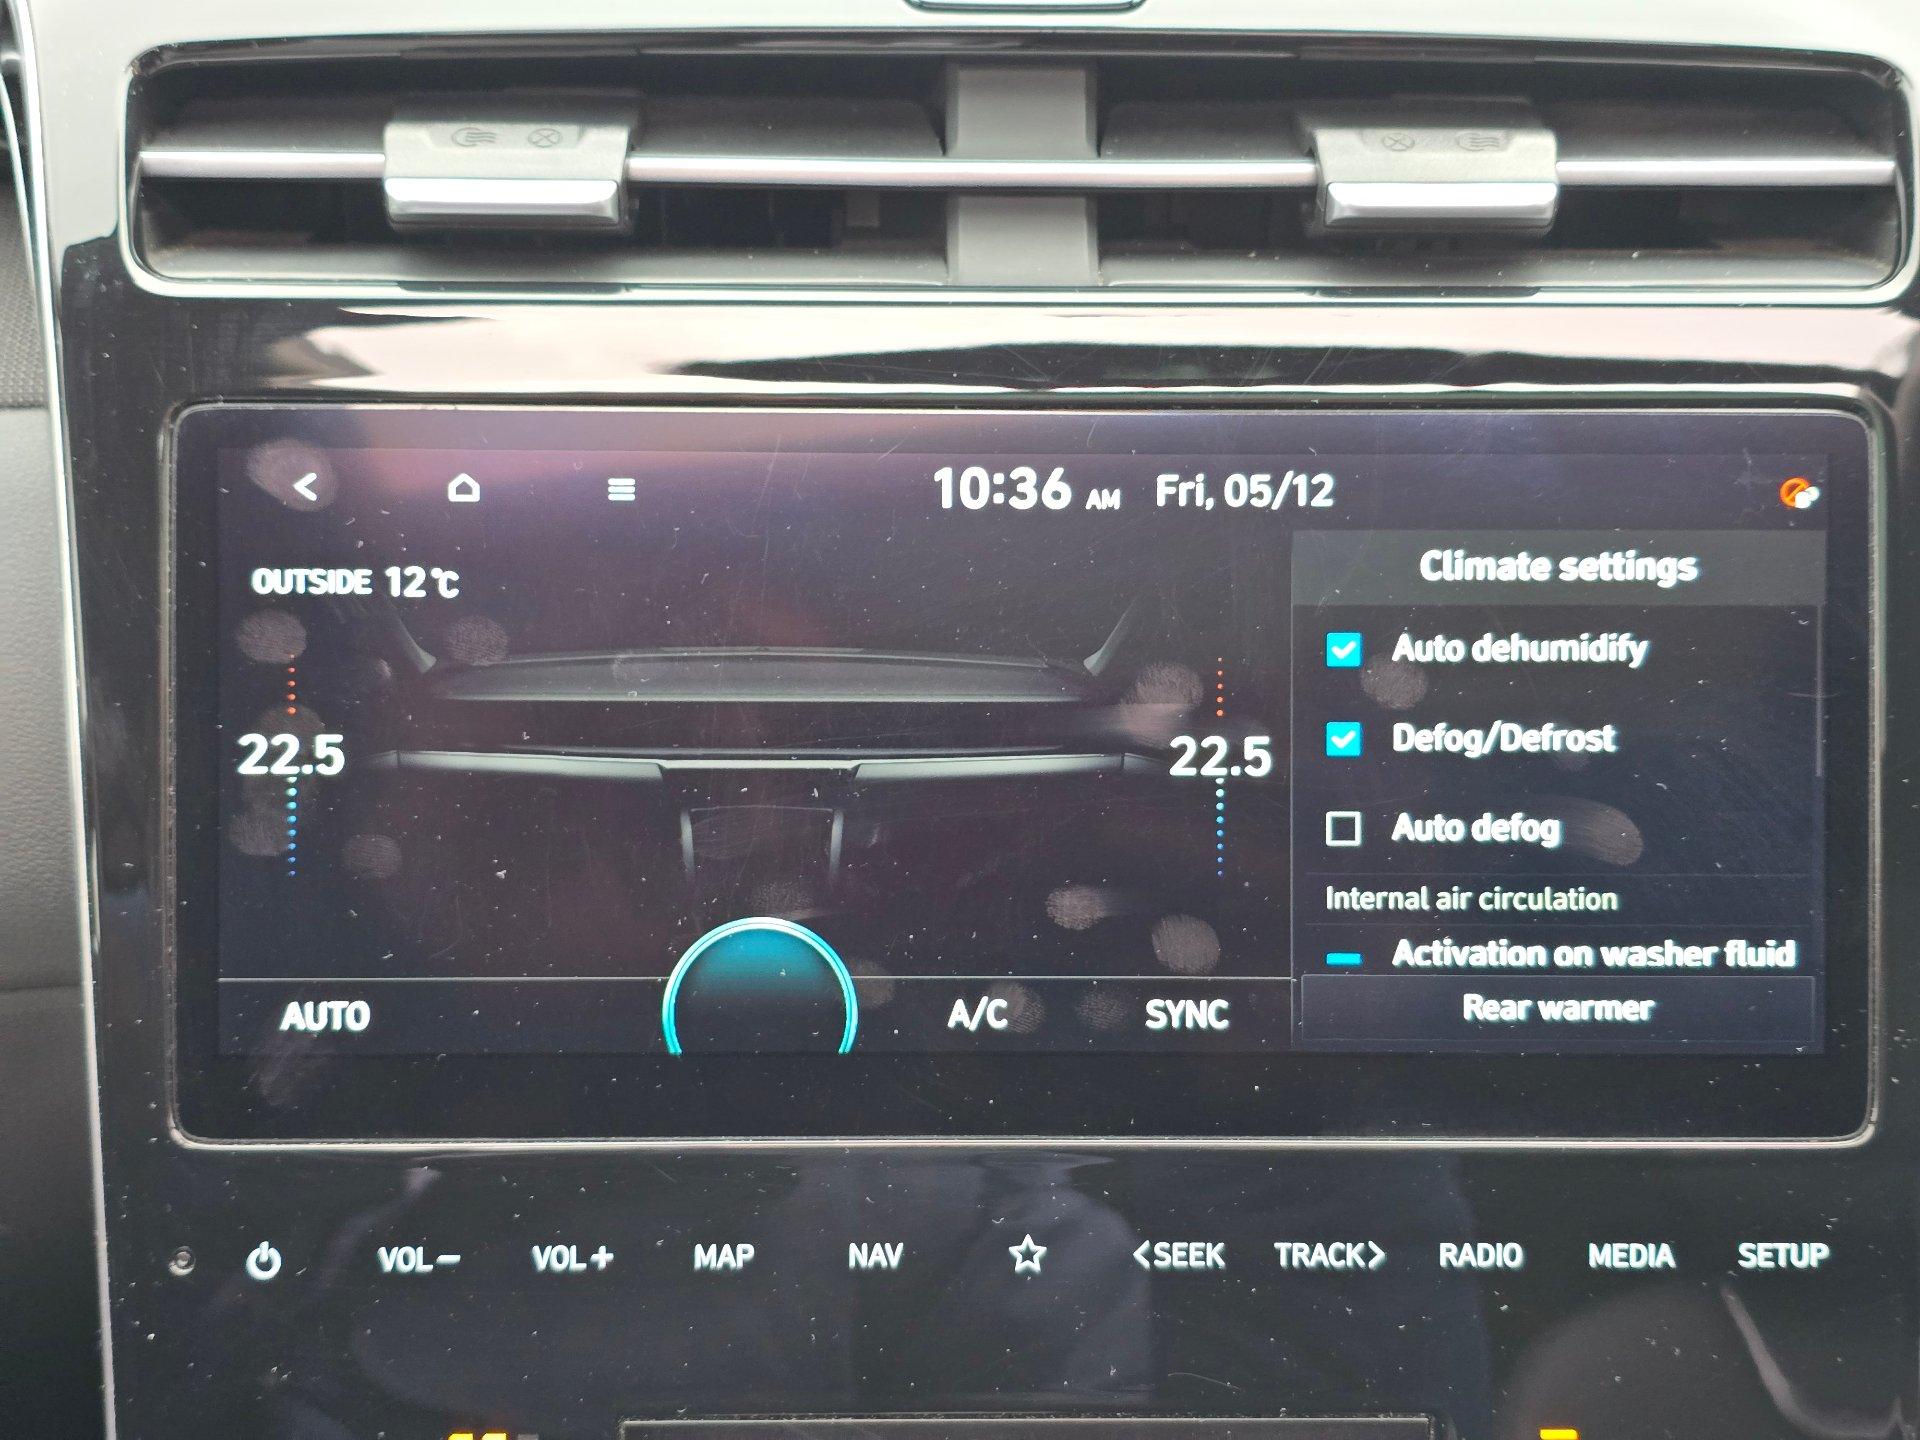 10:36 AM Fri, 05/12
OUTSIDE 12℃
22.5
22.5
AUTO
A/C
SYNC
Climate settings
Auto dehumidify
Defog/Defrost
Auto defog
Internal air circulation
Activation on washer fluid
Rear warmer
VOL− VOL+ MAP NAV <SEEK TRACK> RADIO MEDIA SETUP